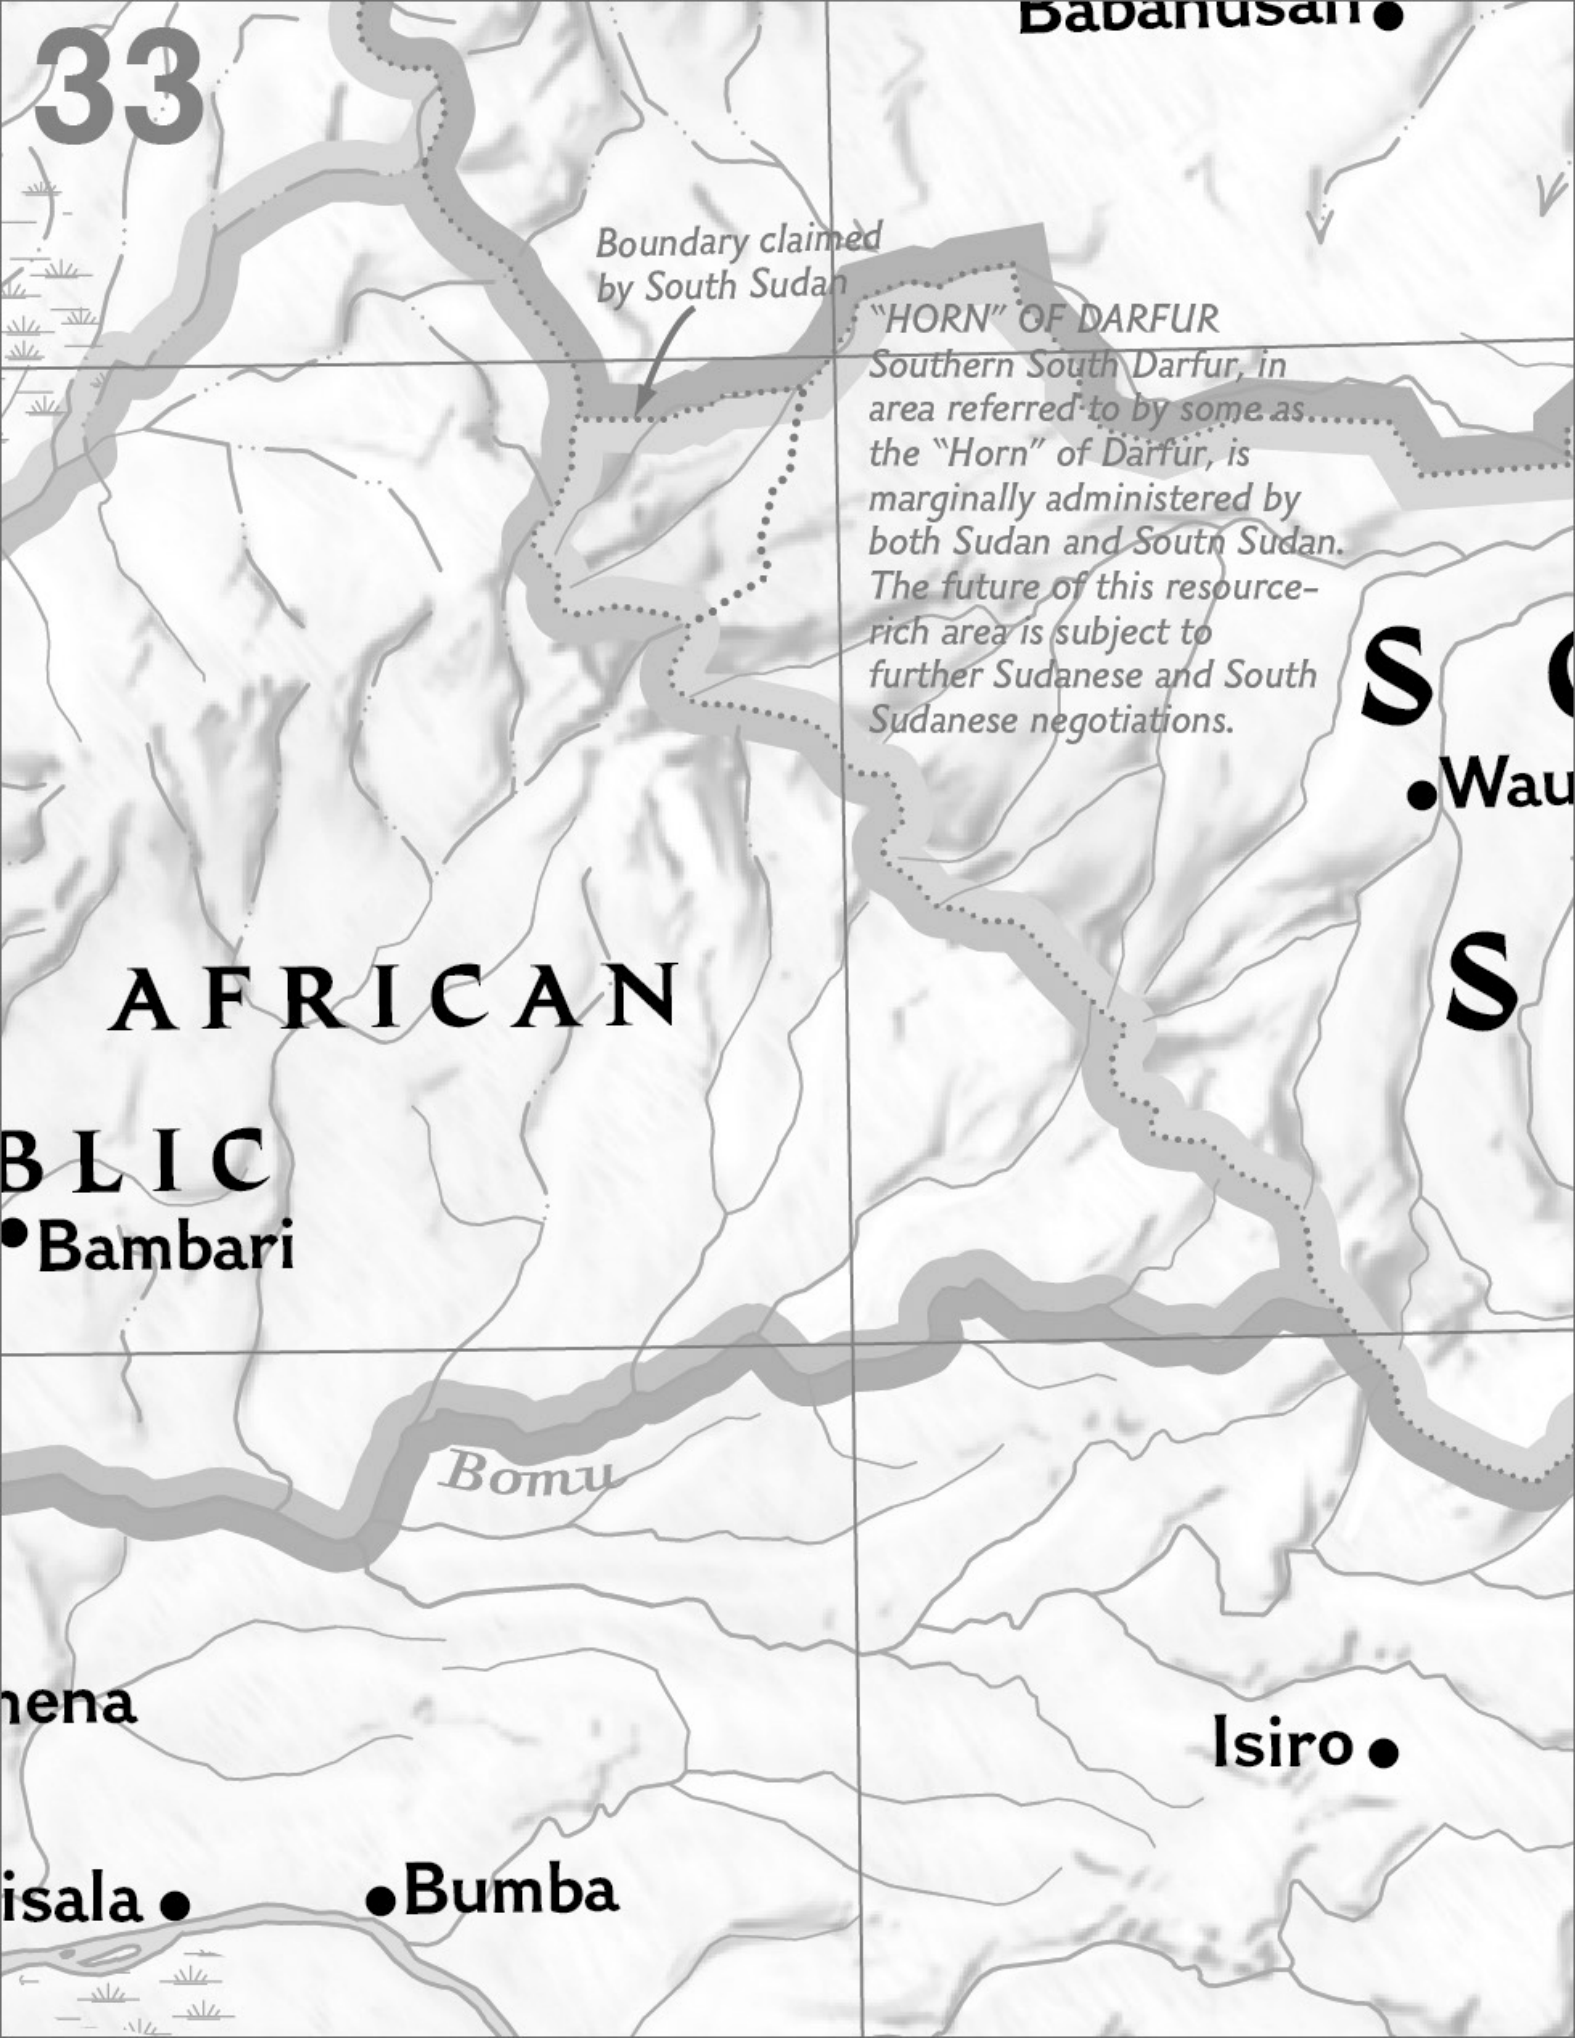 33
Babanusah
Boundary claimed
by South Sudan
“HORN” OF DARFUR
Southern South Darfur, in
area referred to by some as
the “Horn” of Darfur, is
marginally administered by
both Sudan and South Sudan.
The future of this resource-
rich area is subject to
further Sudanese and South
Sudanese negotiations.
S
Wau
AFRICAN
S
BLIC
Bambari
Bomu
nena
Isiro
isala
Bumba